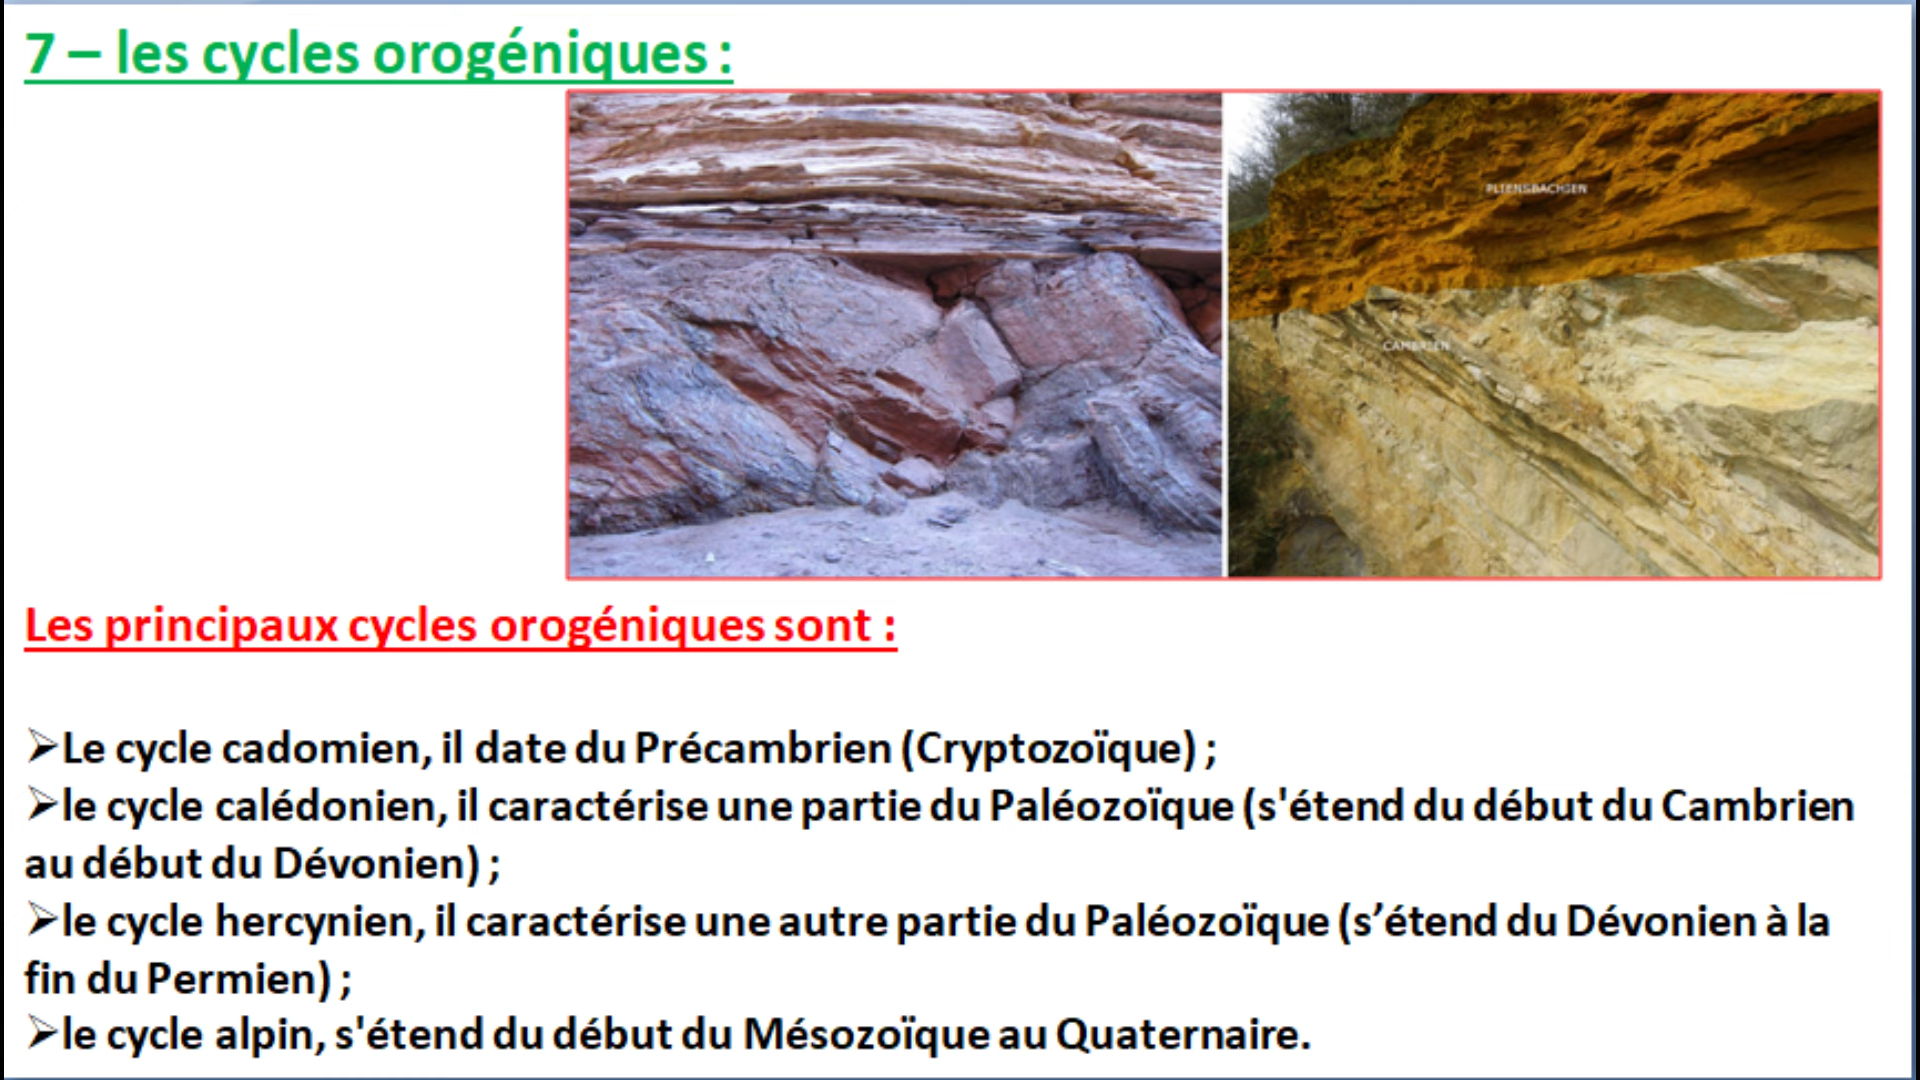 7 – les cycles orogéniques :
PLIENSBACHIEN
CAMBRIEN
Les principaux cycles orogéniques sont :
➢Le cycle cadomien, il date du Précambrien (Cryptozoïque) ;
➢le cycle calédonien, il caractérise une partie du Paléozoïque (s'étend du début du Cambrien
au début du Dévonien) ;
➢le cycle hercynien, il caractérise une autre partie du Paléozoïque (s’étend du Dévonien à la
fin du Permien) ;
➢le cycle alpin, s'étend du début du Mésozoïque au Quaternaire.